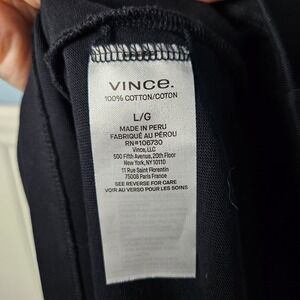 VINCE.
100% COTTON/COTON
L/G
MADE IN PERU
FABRIQUÉ AU PÉROU
RN#106730
Vince, LLC
500 Fifth Avenue, 20th Floor
New York, NY 10110
11 Rue Saint Florentin
75008 Paris France
SEE REVERSE FOR CARE
VOIR AU VERSO POUR LES SOINS